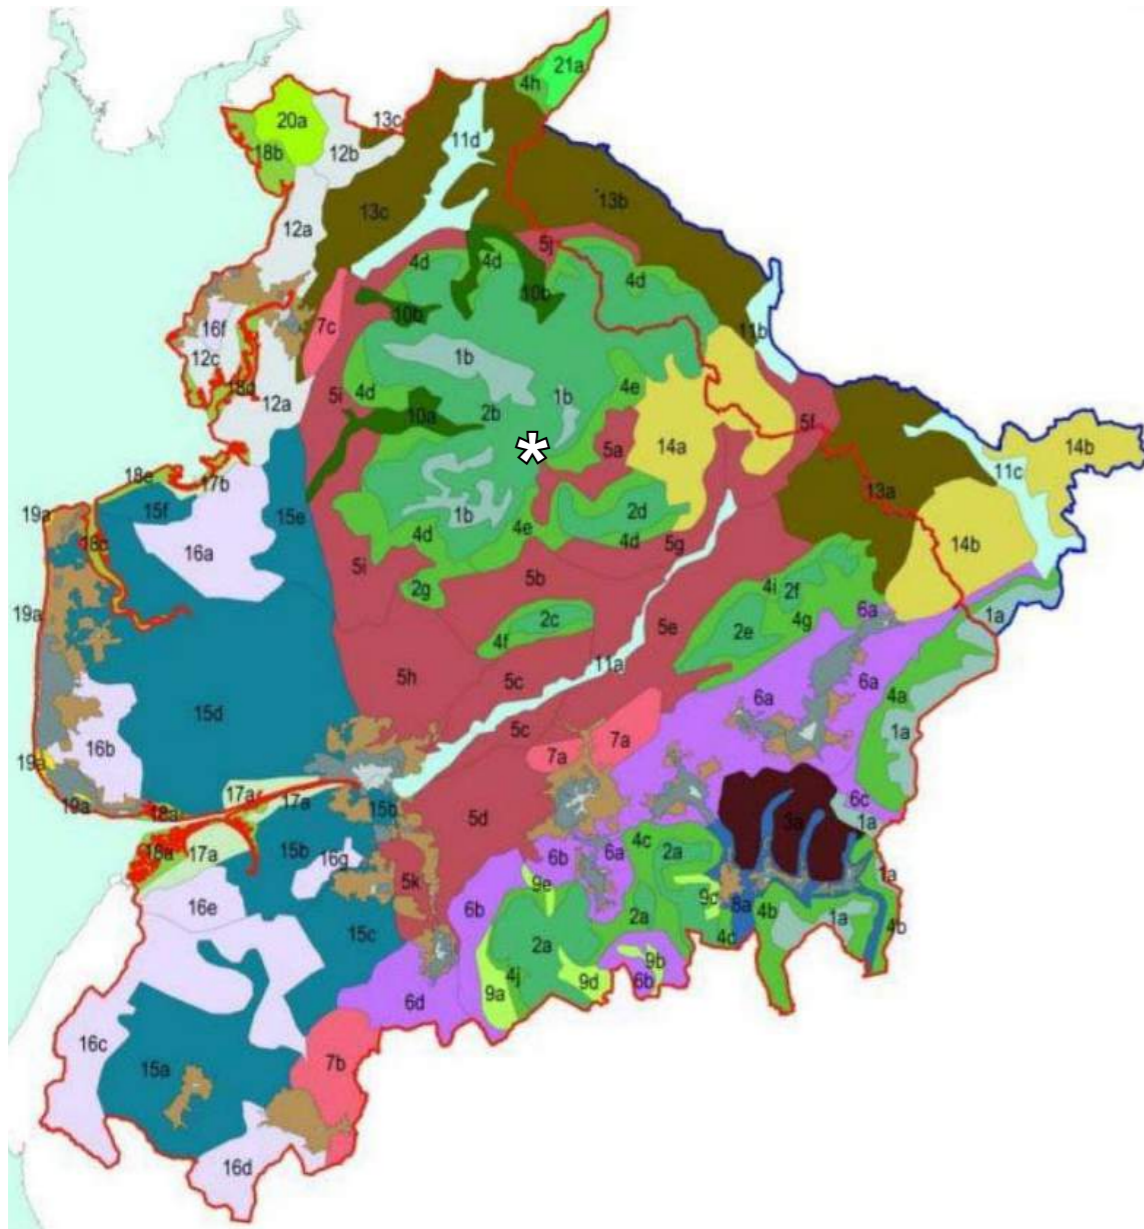 21a
4h
20a
13c
11d
18b
12b
13b
13c
12a
5j
4d
4d
4d
10b
10b
11b
16f
7c
12c
1b
18d
4e
12a
5i
4d
10a
2b
1b
5f
5a
14a
14b
11c
18e
17b
13a
19a
15f
15e
1b
2d
18c
16a
4d
4e
4d
5g
14b
5i
5b
2g
4i
2f
19a
2c
6a
1a
4f
5e
2e
4g
11a
5h
5c
6a
4a
15d
6a
16b
5c
1a
7a
7a
19a
17a
17a
6c
19a
18a
15b
5d
3a
1a
18a
17a
15b
16g
4c
6b
6a
2a
1a
5k
9e
9c
16e
6b
8a
4b
1a
2a
4b
15c
2a
4c
9b
4j
9d
6b
6d
9a
16c
15a
7b
16d